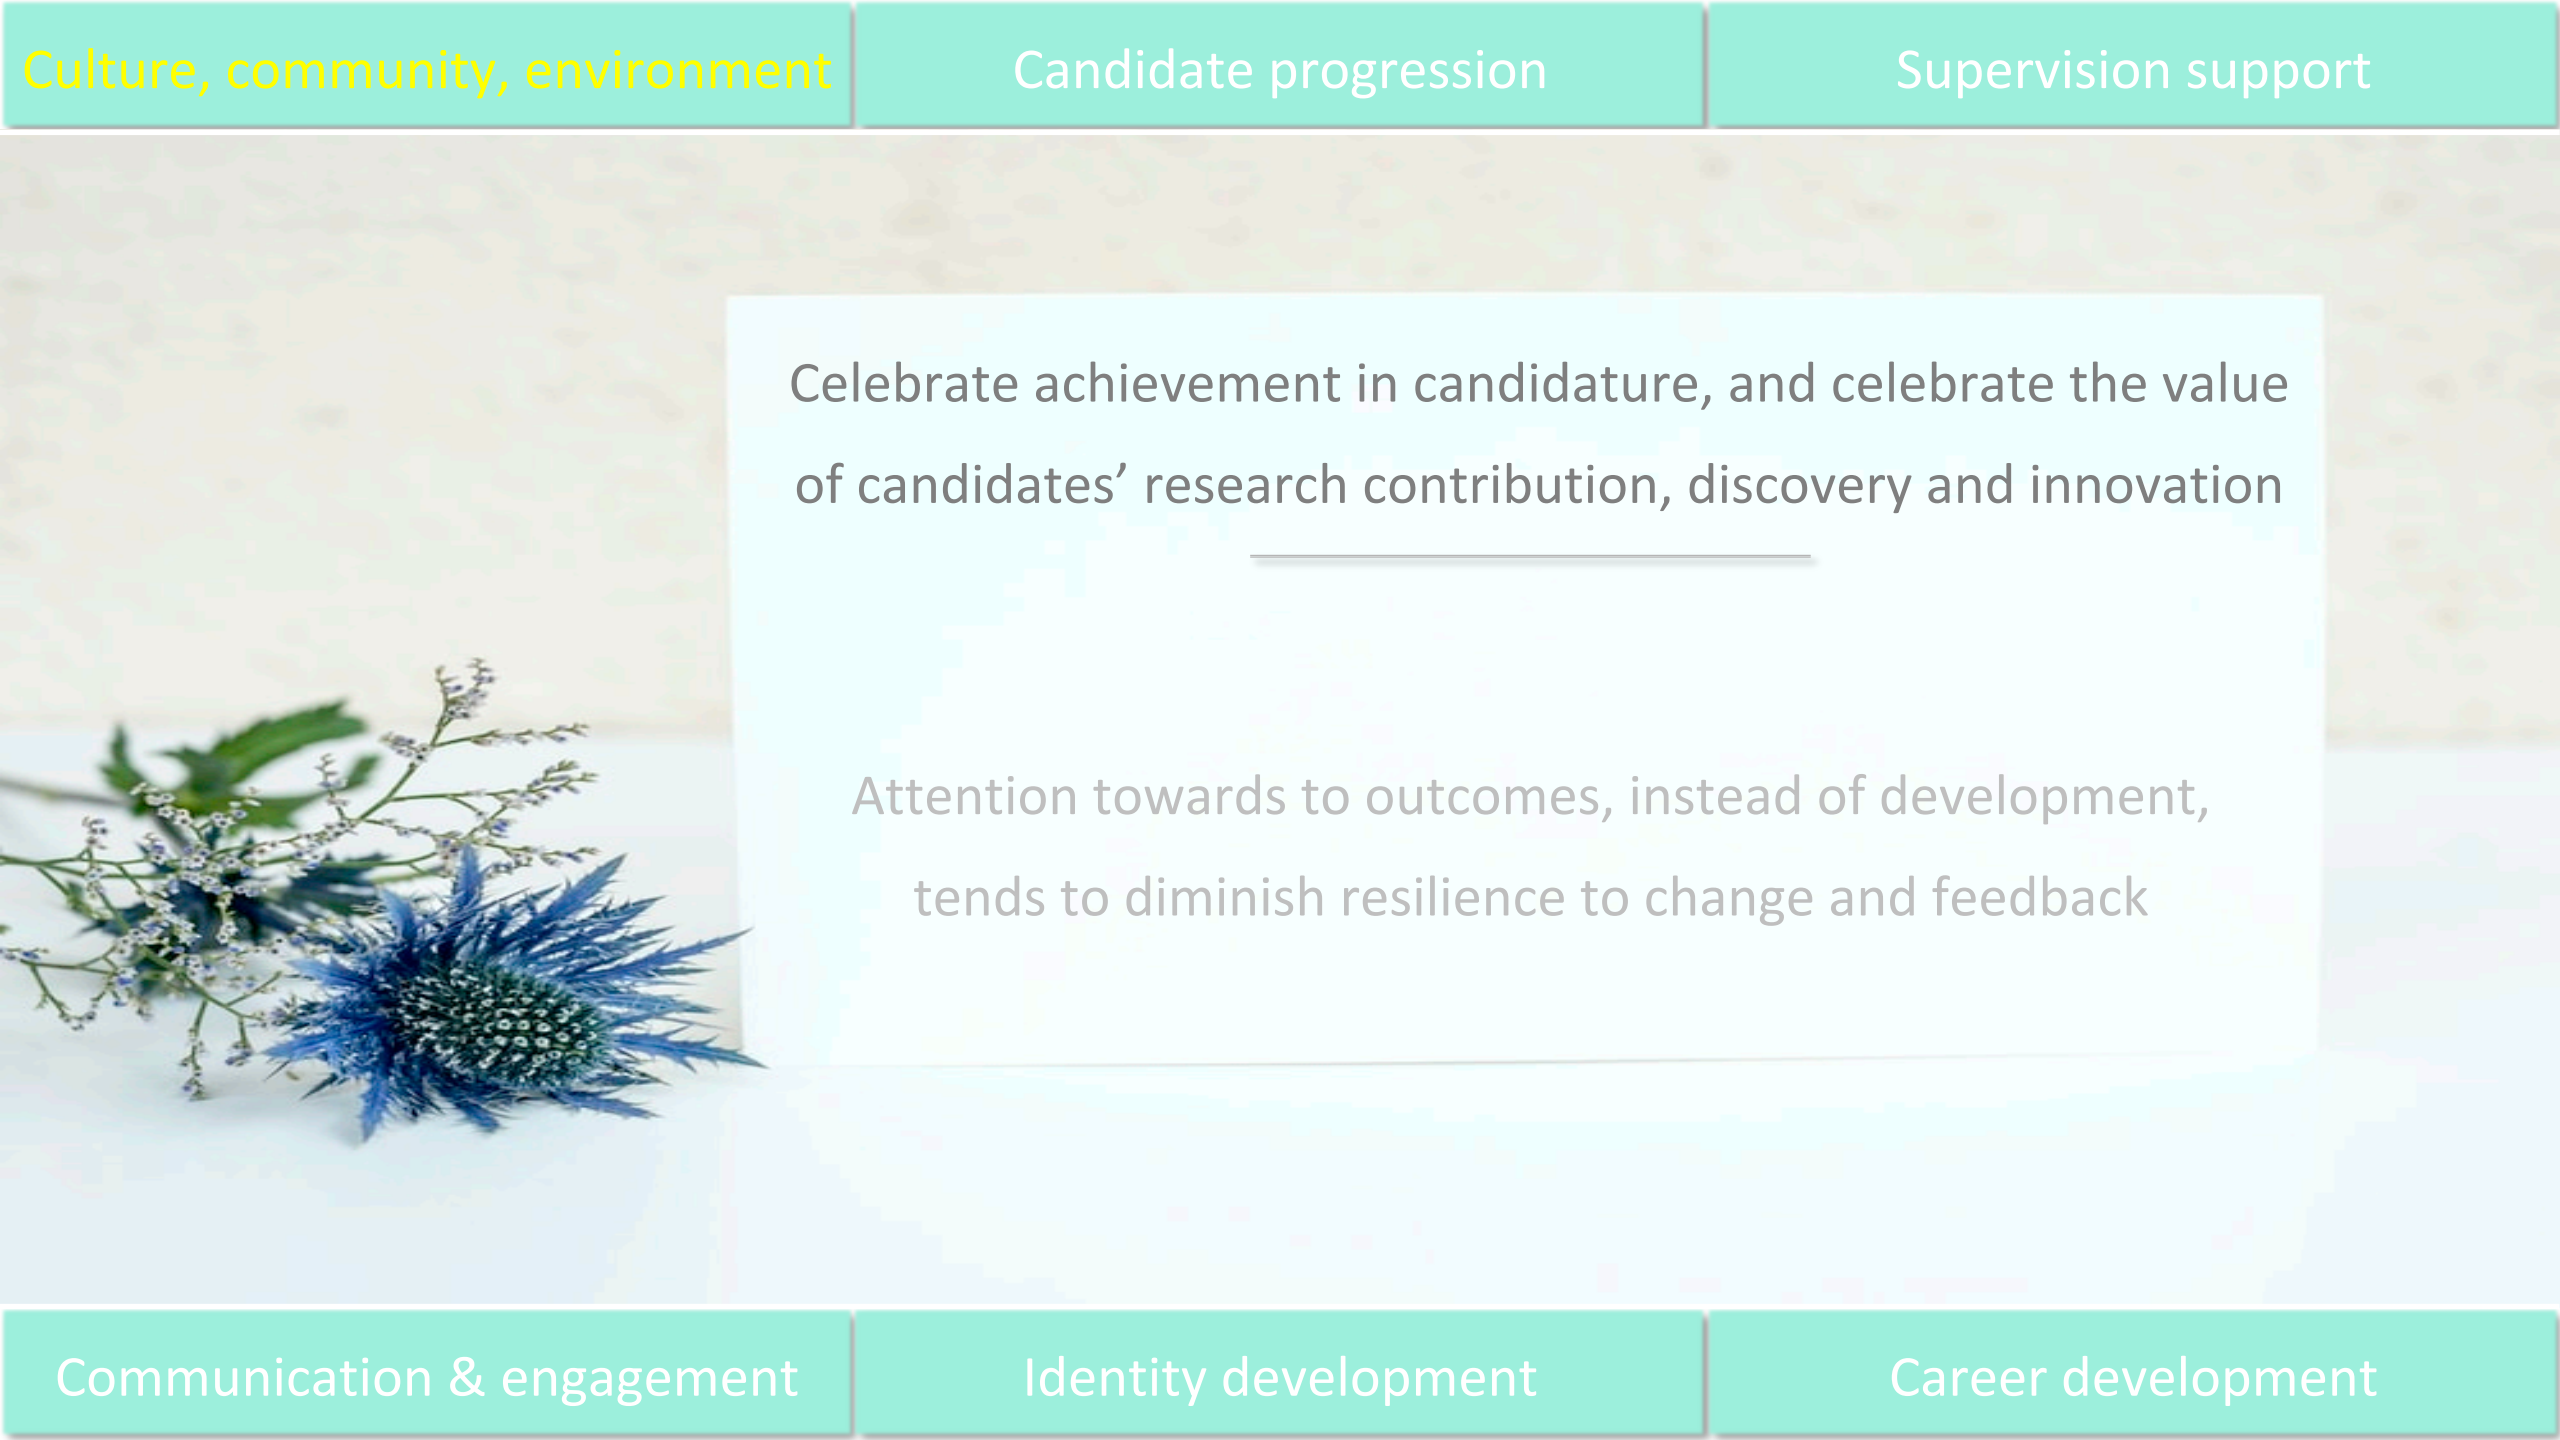 Culture, community, environment
Candidate progression
Supervision support
Celebrate achievement in candidature, and celebrate the value
of candidates’ research contribution, discovery and innovation
Attention towards to outcomes, instead of development,
tends to diminish resilience to change and feedback
Communication & engagement
Identity development
Career development